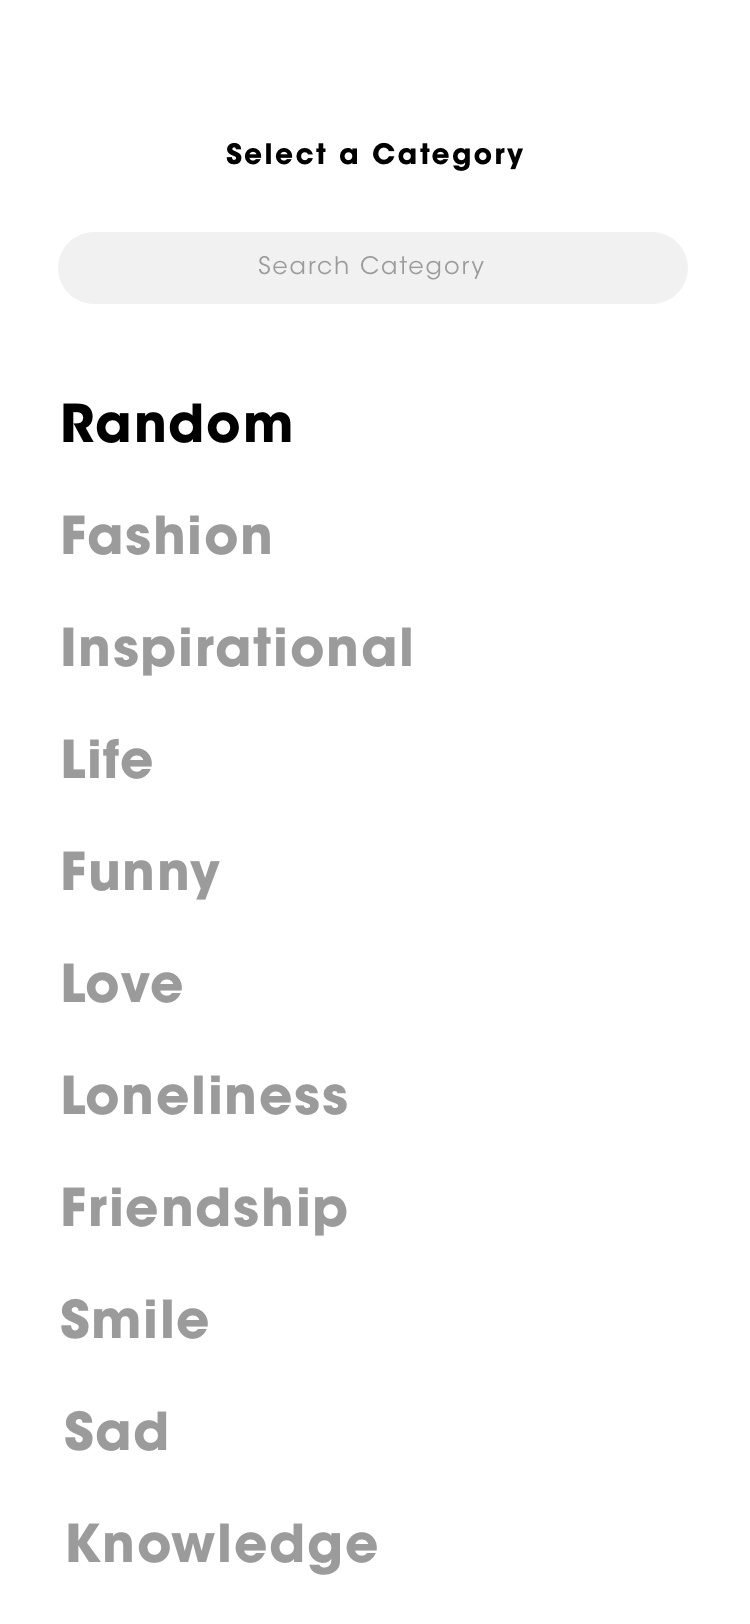 Select a Category
Search Category
Random
Fashion
Inspirational
Life
Funny
Love
Loneliness
Friendship
Smile
Sad
Knowledge